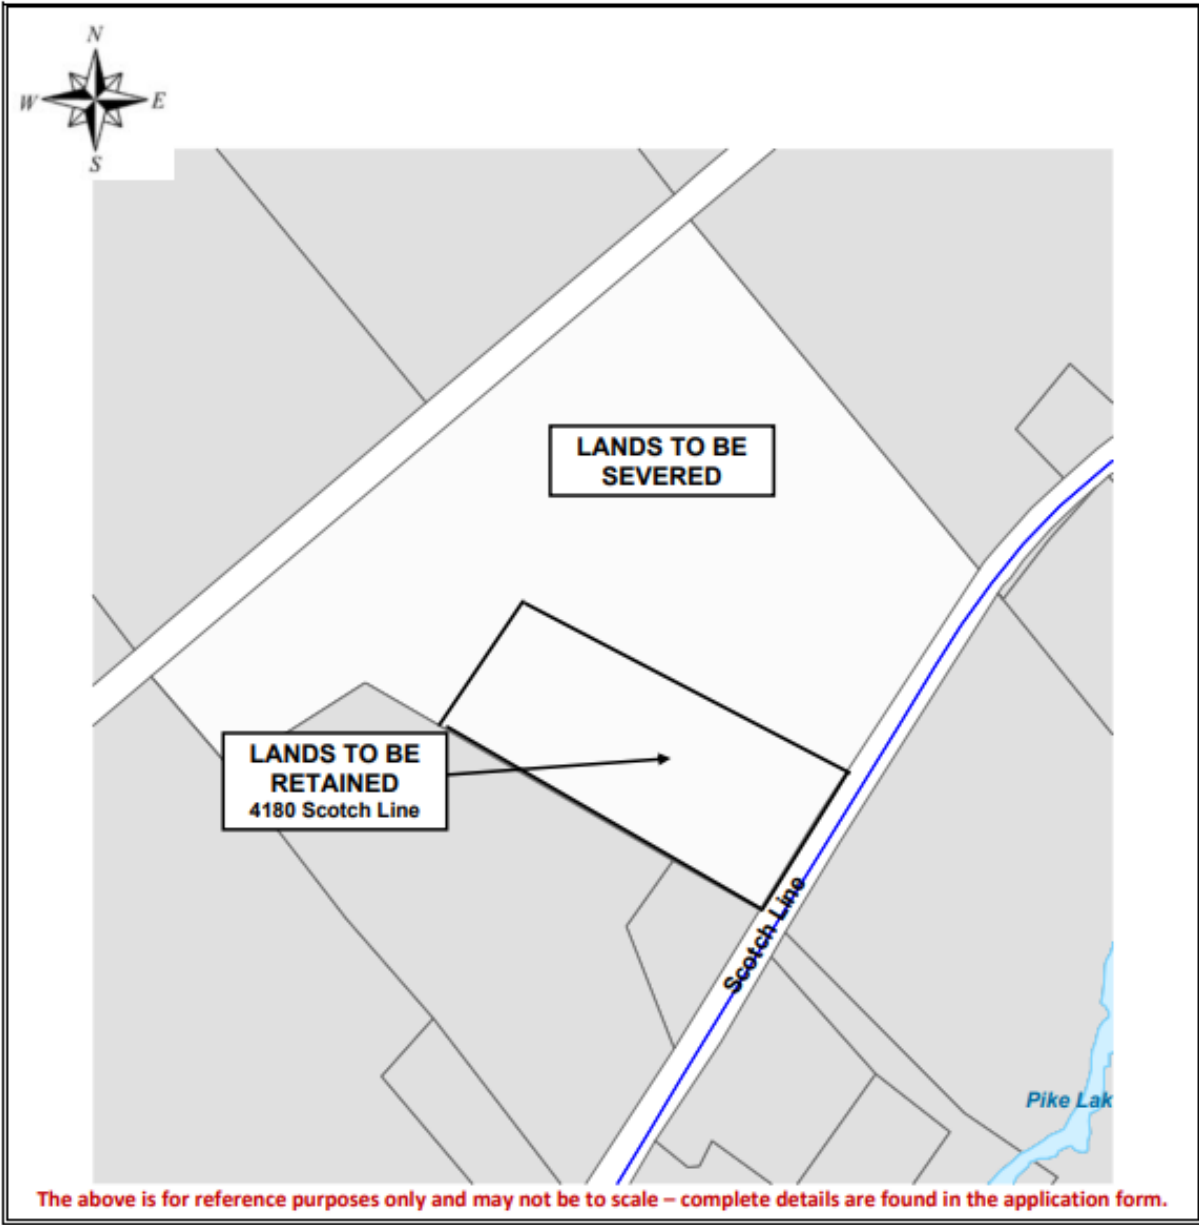 N
W E
S
LANDS TO BE
SEVERED
LANDS TO BE
RETAINED
4180 Scotch Line
Scotch Line
Pike Lak
The above is for reference purposes only and may not be to scale – complete details are found in the application form.